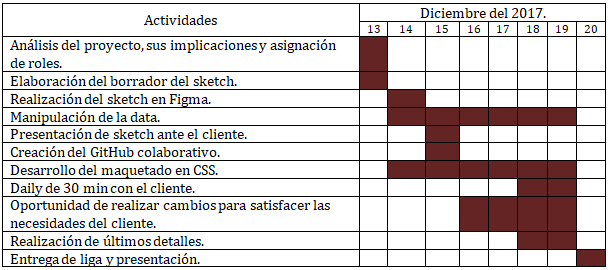 Actividades
Diciembre del 2017.
13 14 15 16 17 18 19 20
Análisis del proyecto, sus implicaciones y asignación
de roles.
Elaboración del borrador del sketch.
Realización del sketch en Figma.
Manipulación de la data.
Presentación de sketch ante el cliente.
Creación del GitHub colaborativo.
Desarrollo del maquetado en CSS.
Daily de 30 min con el cliente.
Oportunidad de realizar cambios para satisfacer las
necesidades del cliente.
Realización de últimos detalles.
Entrega de liga y presentación.